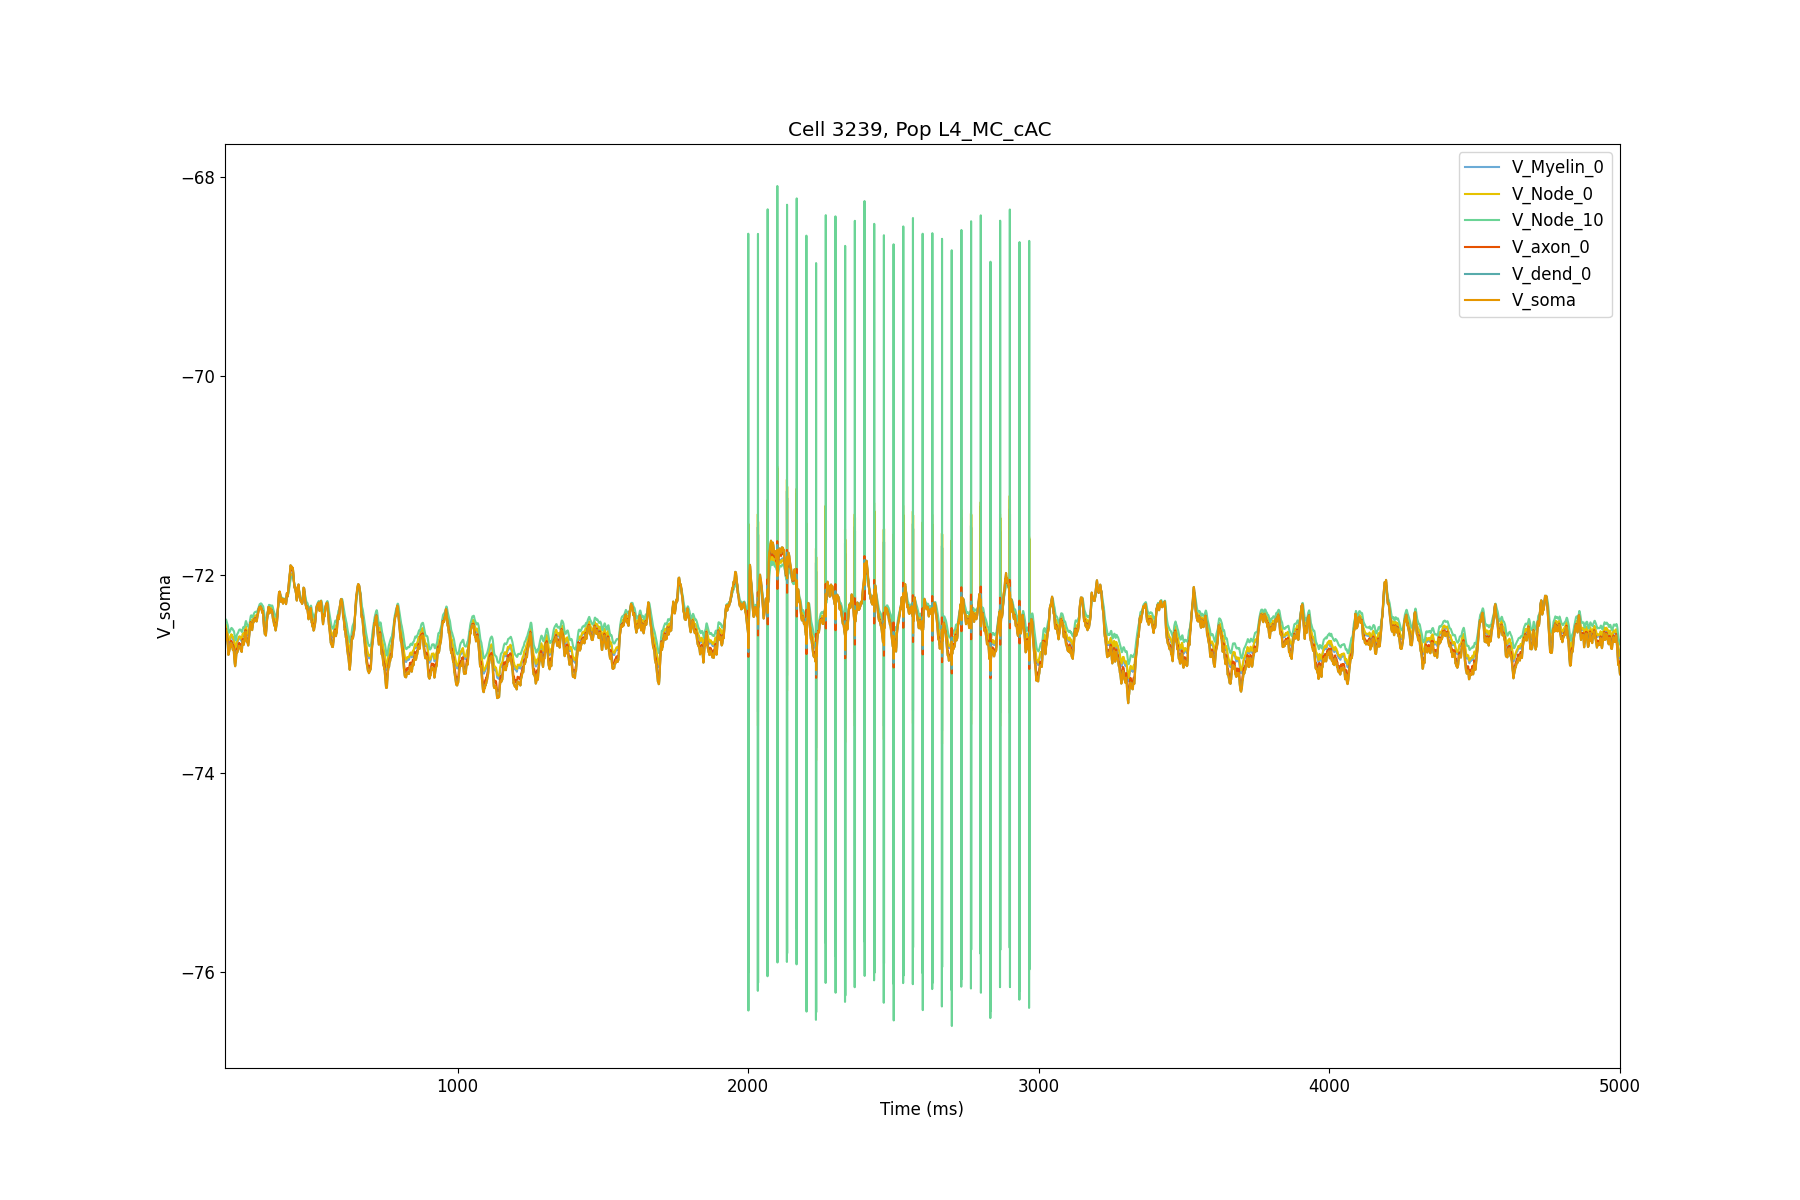 Cell 3239, Pop L4_MC_cAC
V_Myelin_0
V_Node_0
V_Node_10
V_axon_0
V_dend_0
V_soma
−68
−70
−72
−74
−76
V_soma
1000
2000
3000
4000
5000
Time (ms)